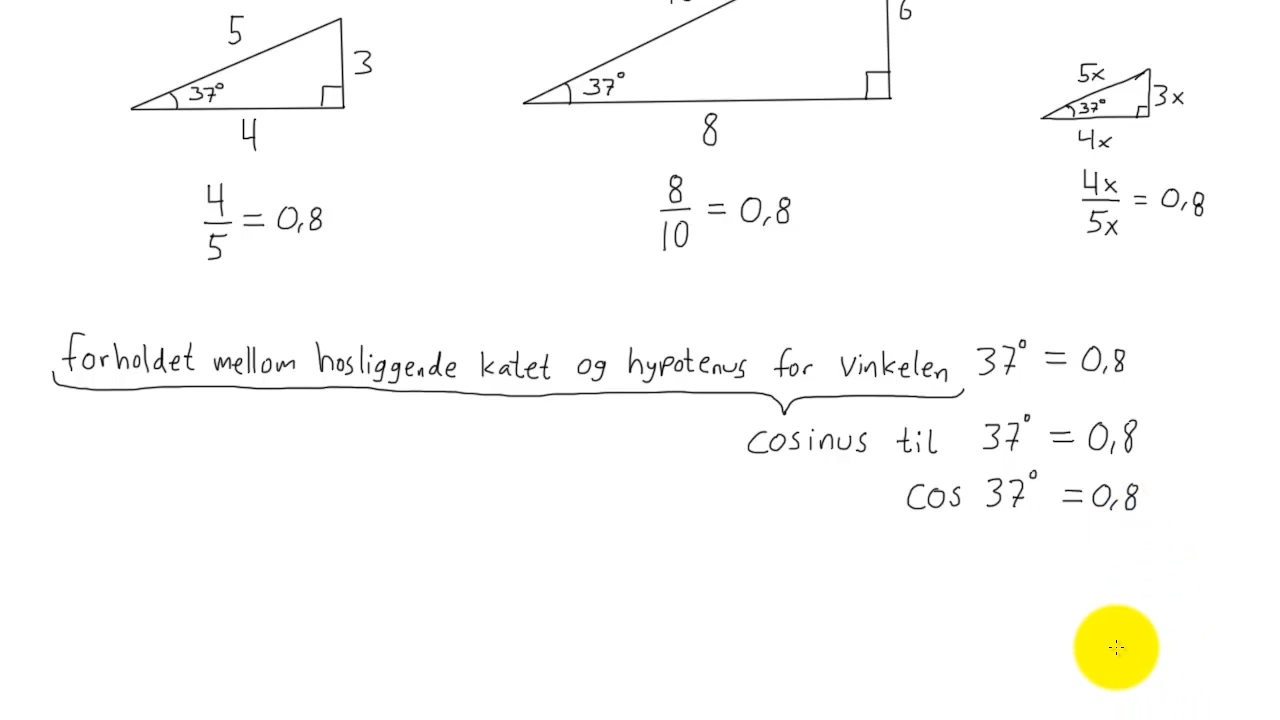 5
3
37°
4
6
37°
8
5x
3x
37°
4x
4/5 = 0,8
8/10 = 0,8
4x/5x = 0,8
forholdet mellom hosliggende katet og hypotenus for vinkelen 37° = 0,8
cosinus til 37° = 0,8
cos 37° = 0,8